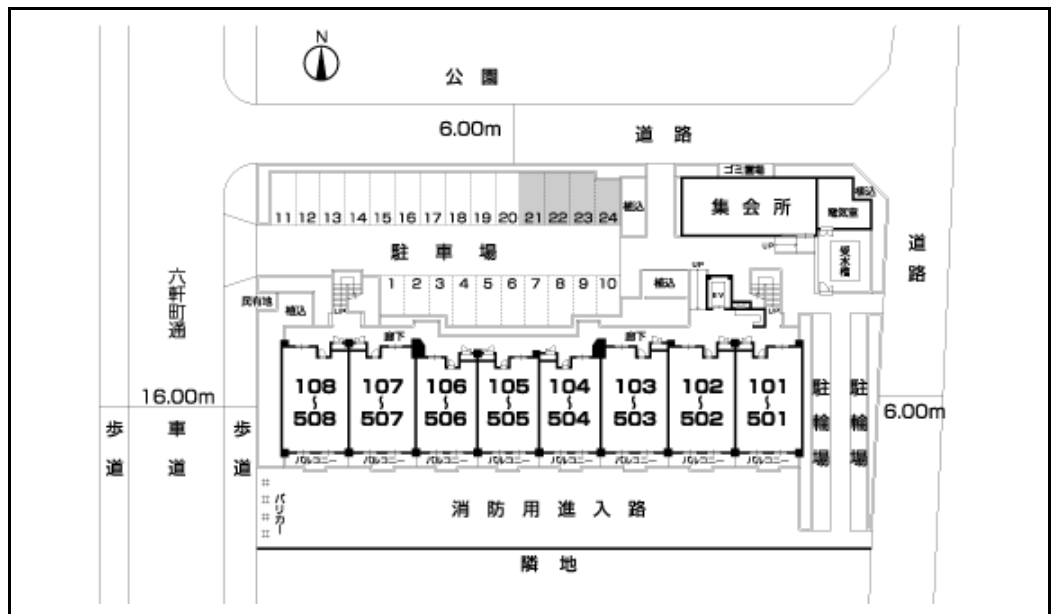 N
公園
6.00m
道路
ゴミ置場
植込
集会所
電気室
植込
11 12 13 14 15 16 17 18 19 20 21 22 23 24
UP
受水槽
道路
駐車場
六軒町通
民有地
植込
UP
1 2 3 4 5 6 7 8 9 10
植込
UP
EV
UP
廊下
廊下
108〜508
107〜507
106〜506
105〜505
104〜504
103〜503
102〜502
101〜501
駐輪場
駐輪場
16.00m
6.00m
歩道
車道
歩道
バルコニー バルコニー バルコニー バルコニー バルコニー バルコニー バルコニー バルコニー
バリカー
消防用進入路
隣地